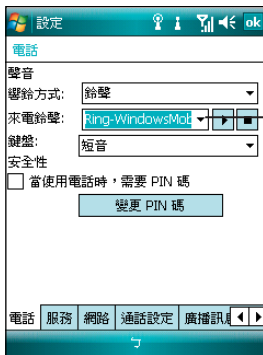 設定 ok
電話
聲音
響鈴方式: 鈴聲
來電鈴聲: Ring-WindowsMob
鍵盤: 短音
安全性
當使用電話時，需要 PIN 碼
變更 PIN 碼
電話 服務 網路 通話設定 廣播訊息